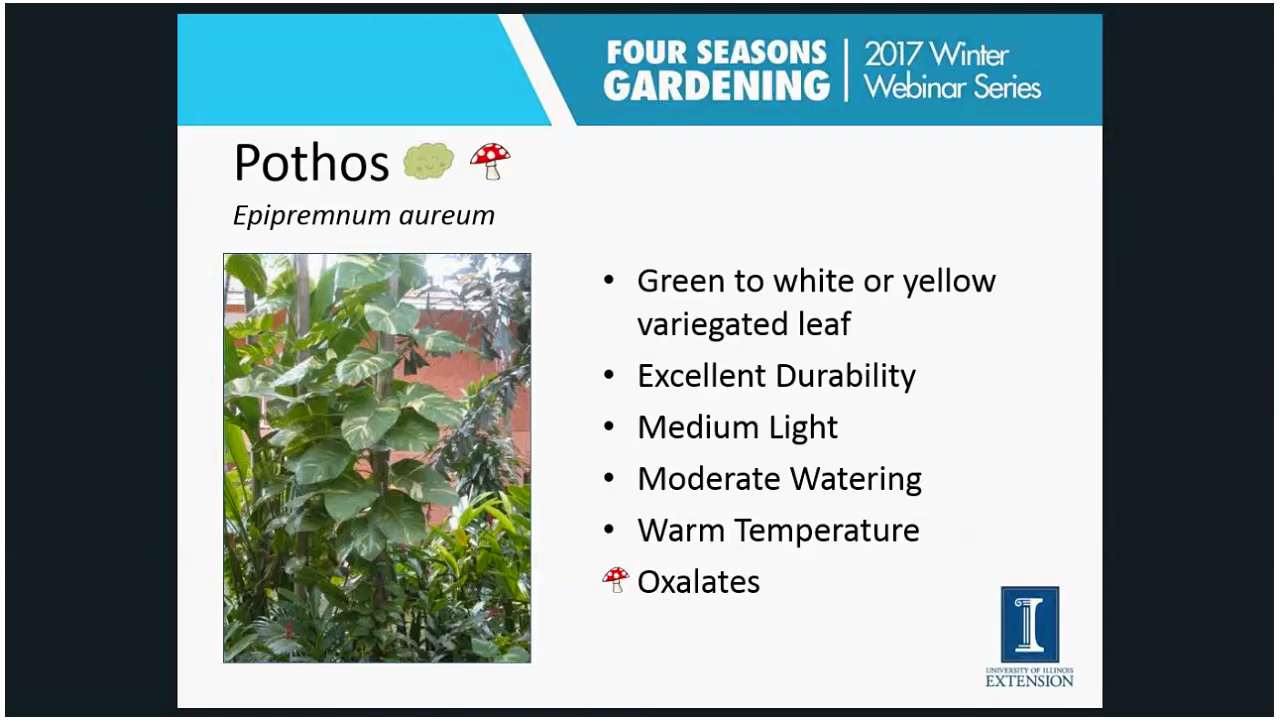 FOUR SEASONS
GARDENING
2017 Winter
Webinar Series
Pothos
Epipremnum aureum
• Green to white or yellow
variegated leaf
• Excellent Durability
• Medium Light
• Moderate Watering
• Warm Temperature
Oxalates
I
UNIVERSITY OF ILLINOIS
EXTENSION